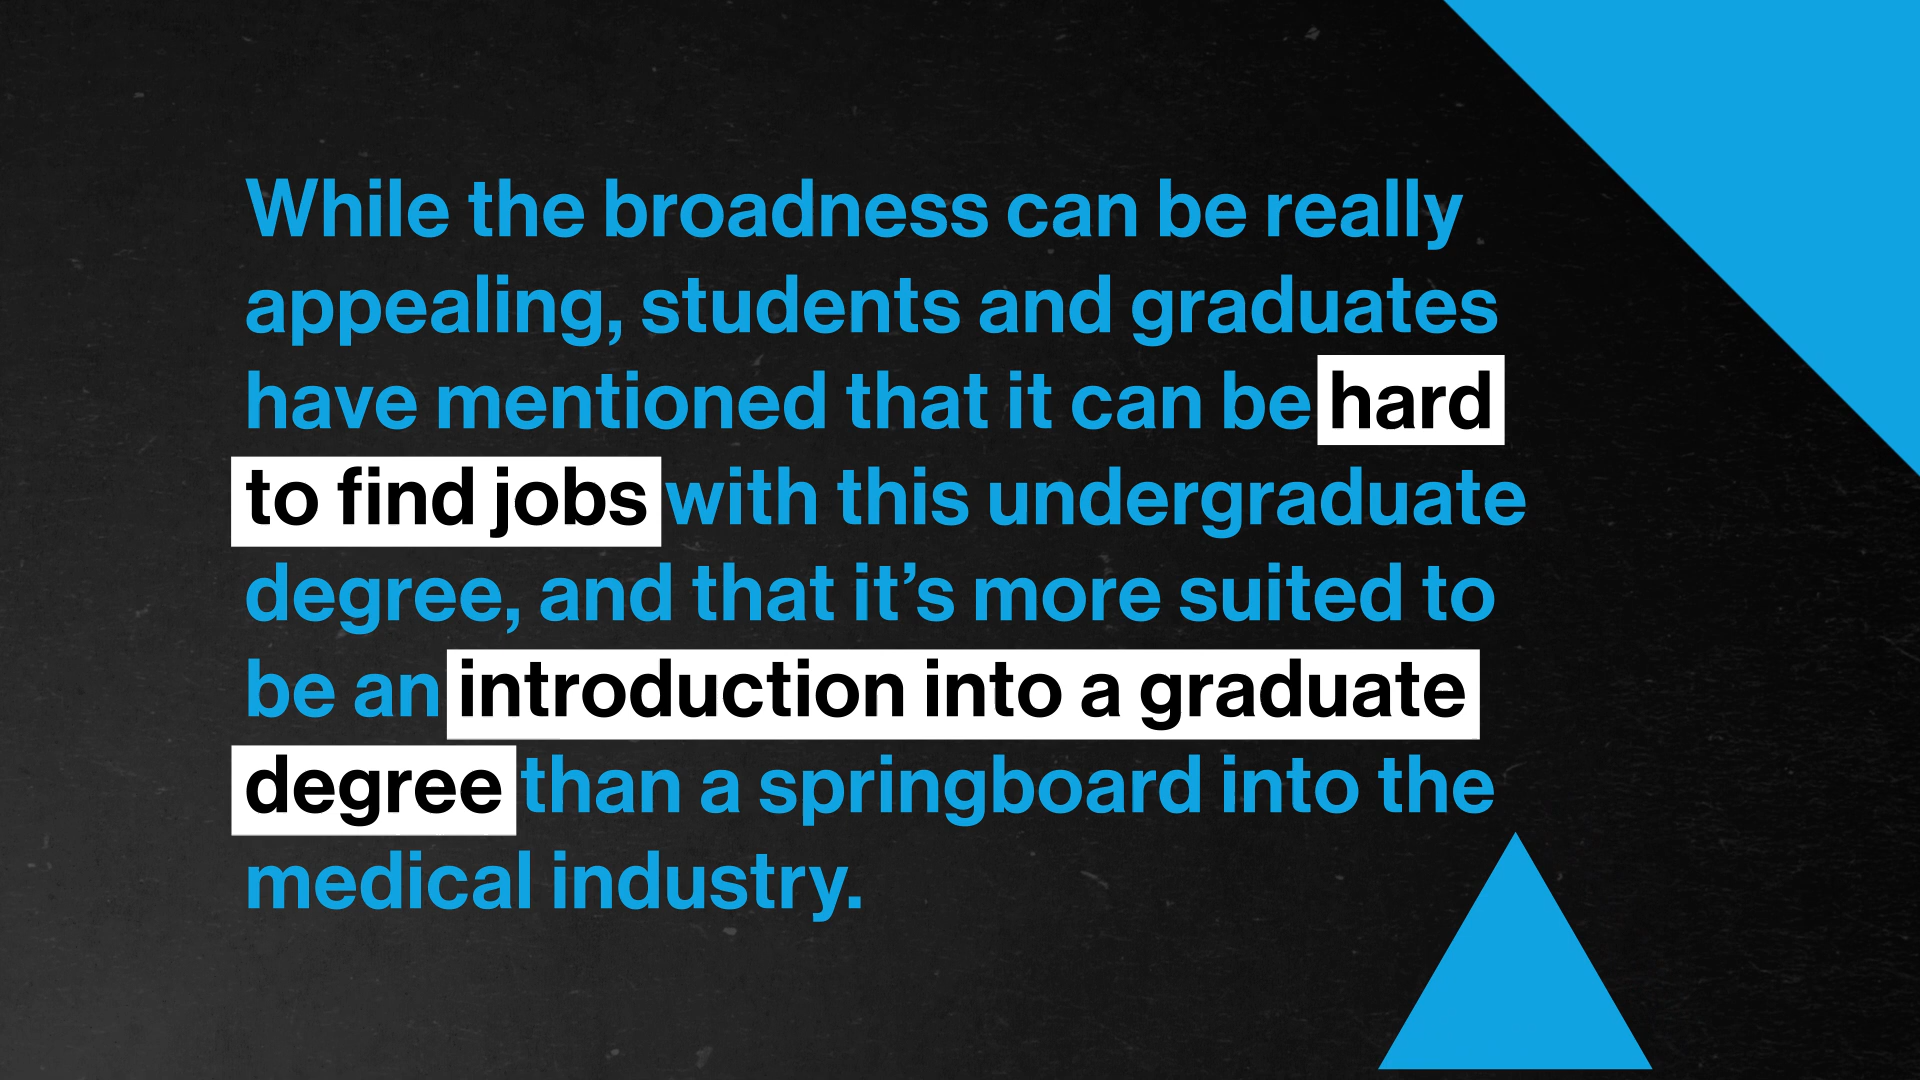 While the broadness can be really
appealing, students and graduates
have mentioned that it can be hard
to find jobs with this undergraduate
degree, and that it’s more suited to
be an introduction into a graduate
degree than a springboard into the
medical industry.